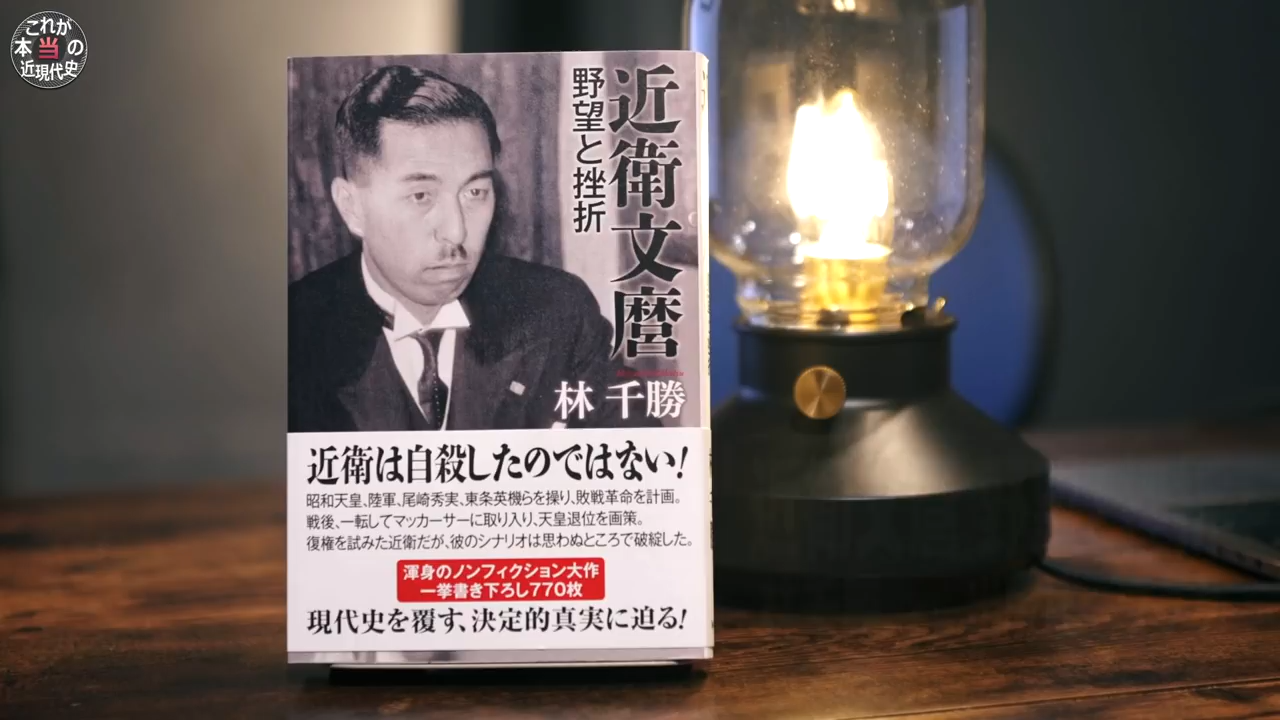 これが
本当の
近現代史
近衛文麿
野望と挫折
林 千勝
近衛は自殺したのではない!
昭和天皇、陸軍、尾崎秀実、東条英機らを操り、敗戦革命を計画。
戦後、一転してマッカーサーに取り入り、天皇退位を画策。
復権を試みた近衛だが、彼のシナリオは思わぬところで破綻した。
渾身のノンフィクション大作
一挙書き下ろし770枚
現代史を覆す、決定的真実に迫る!